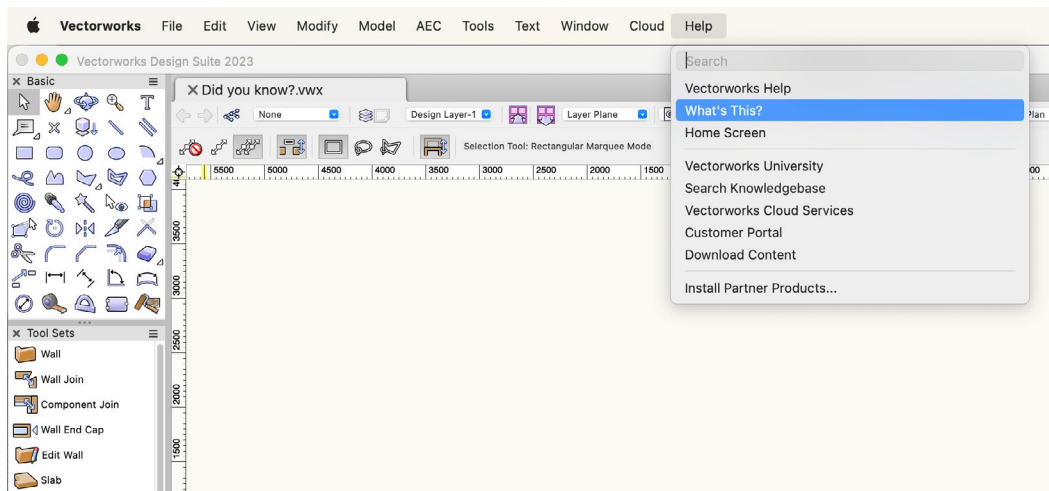 Vectorworks File Edit View Modify Model AEC Tools Text Window Cloud Help
Vectorworks Design Suite 2023
Search
× Basic
× Did you know?.vwx
Vectorworks Help
None
Design Layer-1
Layer Plane
What's This?
Plan
Home Screen
Selection Tool: Rectangular Marquee Mode
5500 5000 4500 4000 3500 3000 2500 2000 1500
Vectorworks University
Search Knowledgebase
Vectorworks Cloud Services
Customer Portal
Download Content
Install Partner Products...
3500
3000
2500
2000
1500
× Tool Sets
Wall
Wall Join
Component Join
Wall End Cap
Edit Wall
Slab